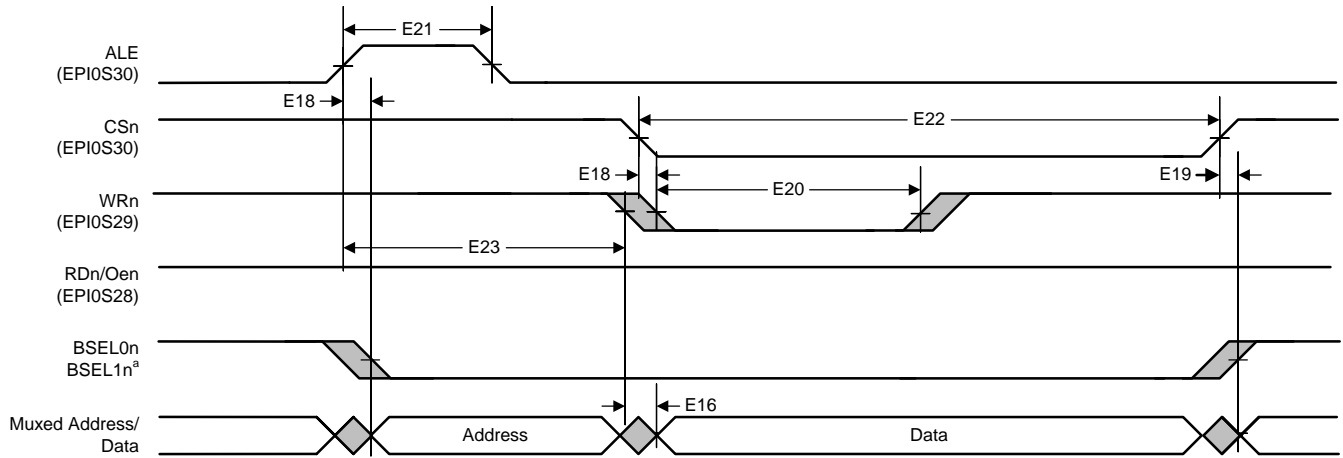 E21
ALE
(EPI0S30)
E18
CSn
(EPI0S30)
E22
E18
E19
WRn
(EPI0S29)
E20
E23
RDn/Oen
(EPI0S28)
BSEL0n
BSEL1nᵃ
E16
Muxed Address/
Data
Address
Data